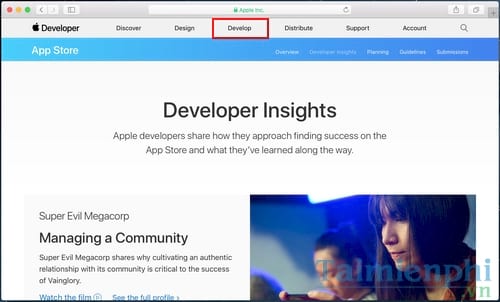 Apple Inc.
Developer Discover Design Develop Distribute Support Account
App Store Overview Developer Insights Planning Guidelines Submissions
Developer Insights
Apple developers share how they approach finding success on the
App Store and what they've learned along the way.
Super Evil Megacorp
Managing a Community
Super Evil Megacorp shares why cultivating an authentic
relationship with its community is critical to the success
of Vainglory.
Watch the film See the full profile ›
Taimienphi
.vn